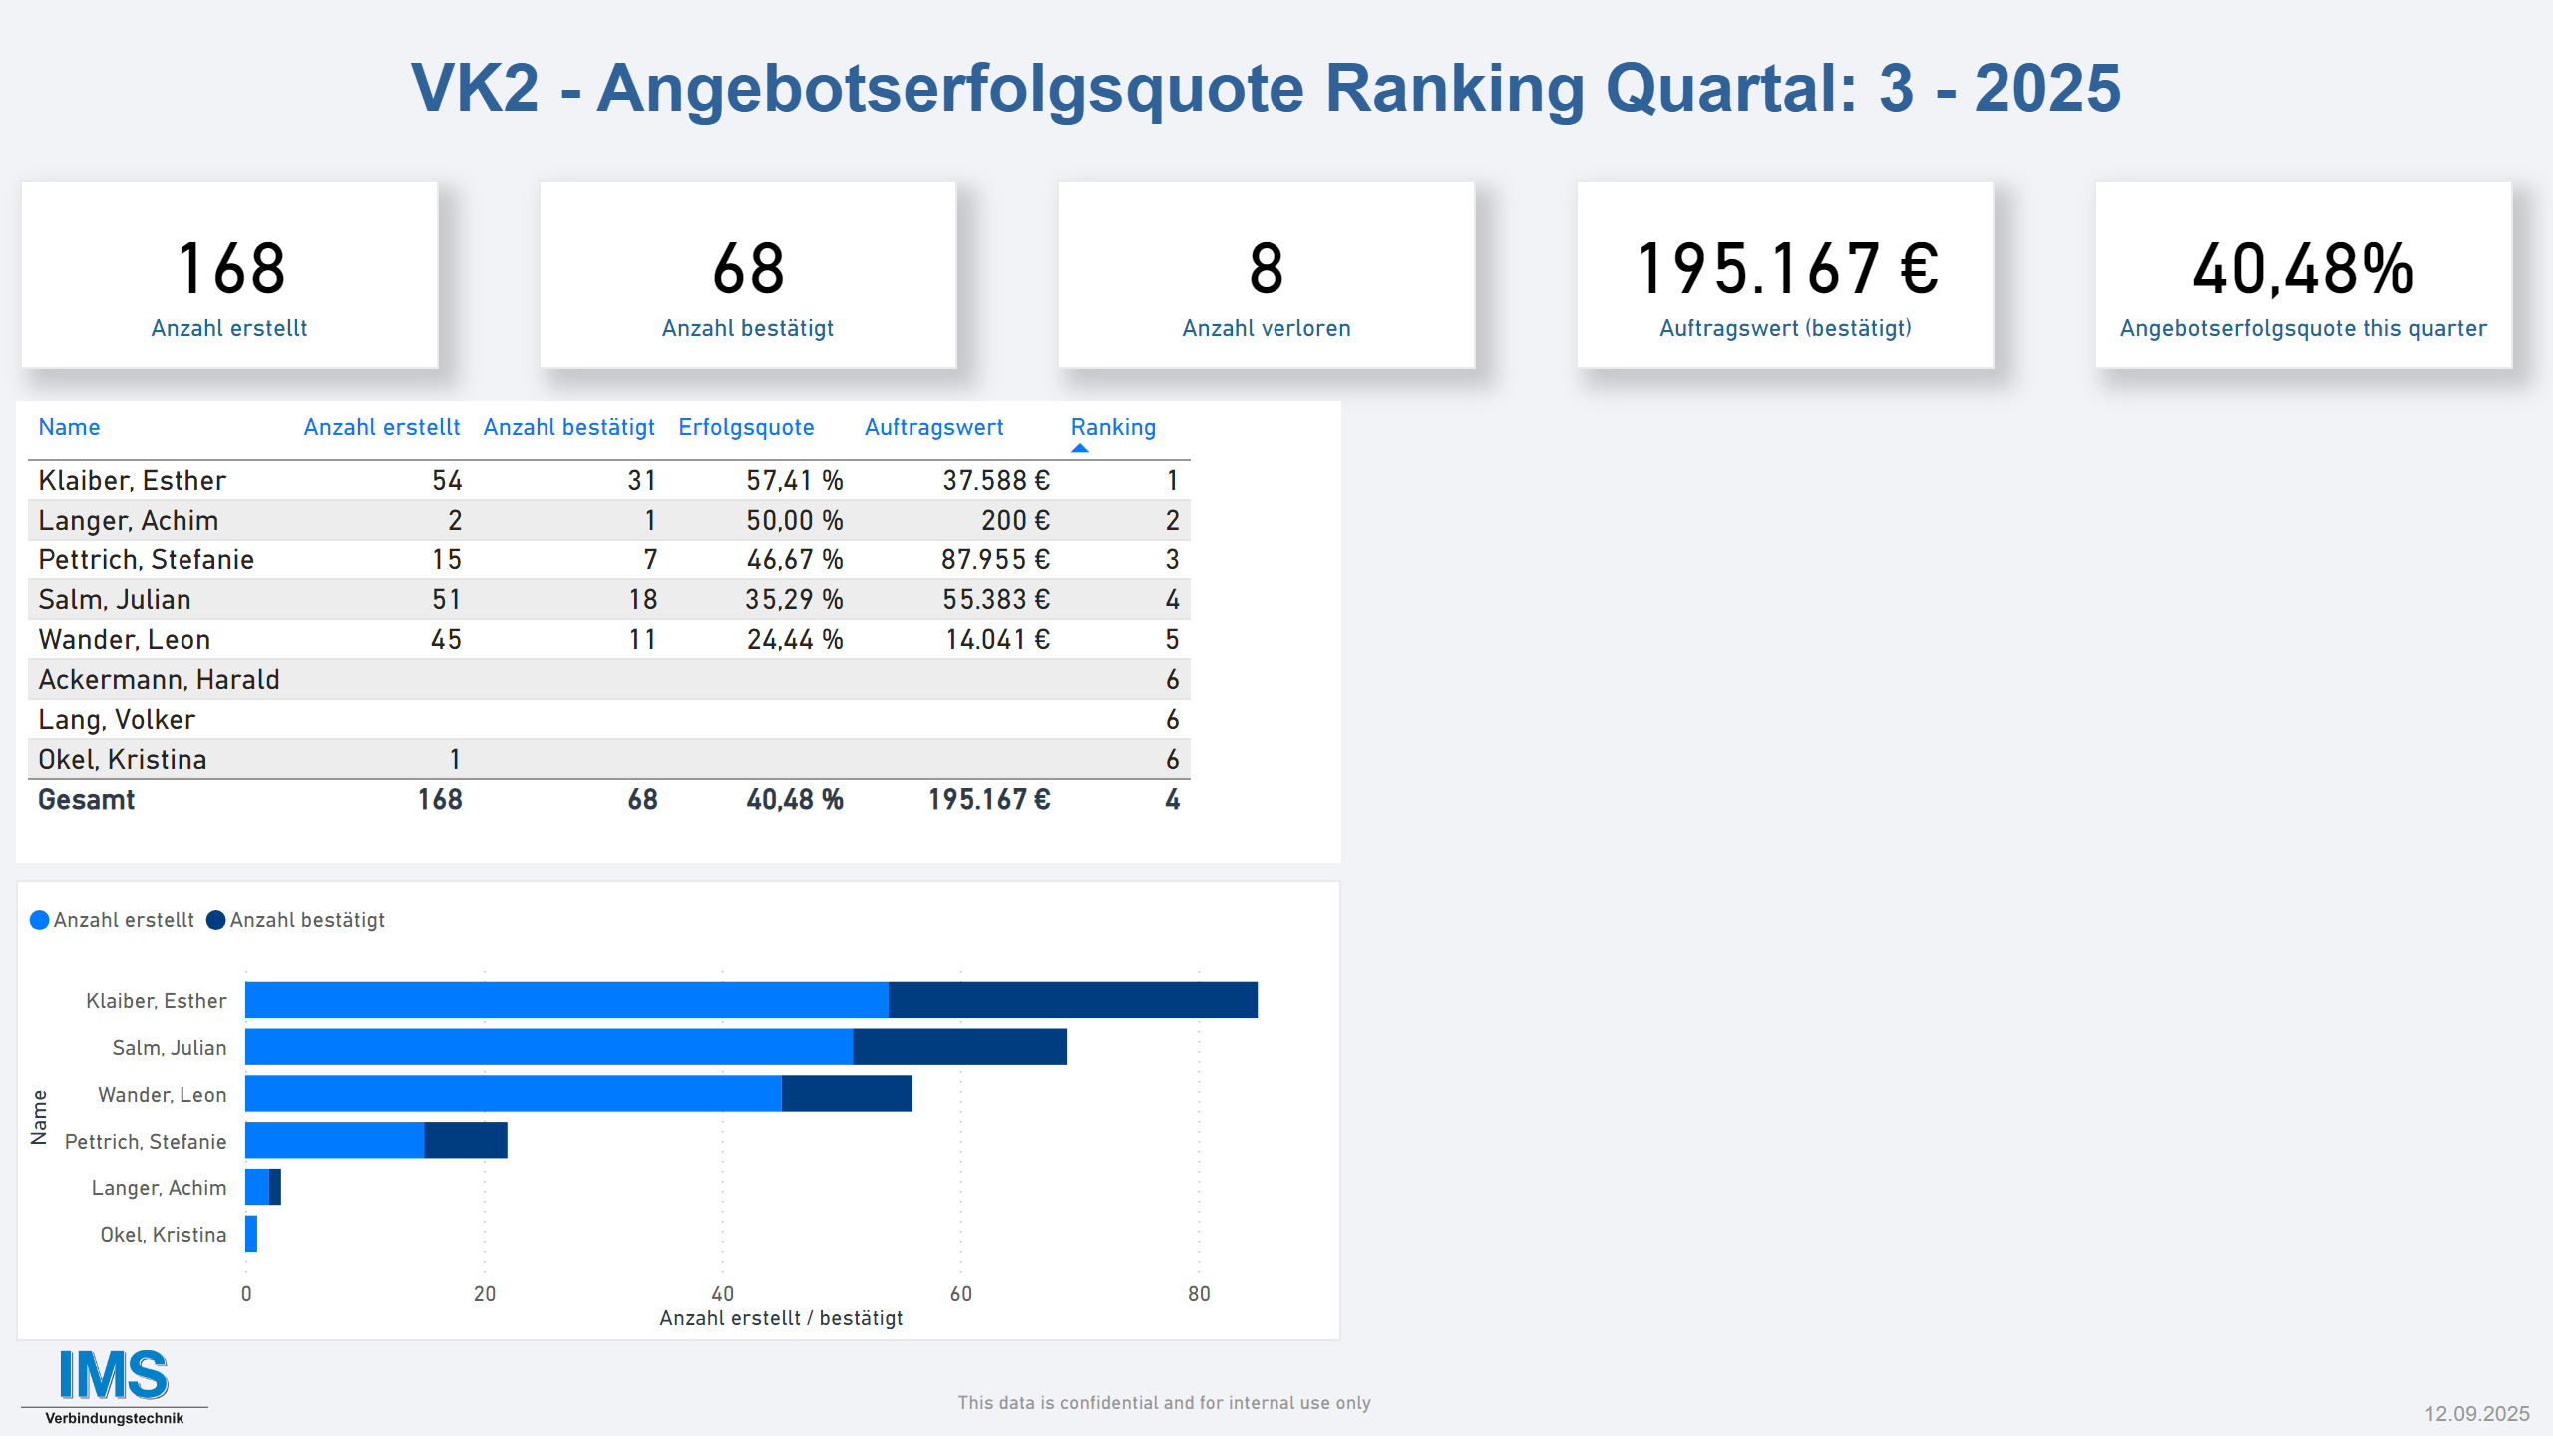 VK2 - Angebotserfolgsquote Ranking Quartal: 3 - 2025
168
Anzahl erstellt
68
Anzahl bestätigt
8
Anzahl verloren
195.167 €
Auftragswert (bestätigt)
40,48%
Angebotserfolgsquote this quarter
Name Anzahl erstellt Anzahl bestätigt Erfolgsquote Auftragswert Ranking
Klaiber, Esther 54 31 57,41 % 37.588 € 1
Langer, Achim 2 1 50,00 % 200 € 2
Pettrich, Stefanie 15 7 46,67 % 87.955 € 3
Salm, Julian 51 18 35,29 % 55.383 € 4
Wander, Leon 45 11 24,44 % 14.041 € 5
Ackermann, Harald 6
Lang, Volker 6
Okel, Kristina 1 6
Gesamt 168 68 40,48 % 195.167 € 4
Anzahl erstellt Anzahl bestätigt
Name
Klaiber, Esther
Salm, Julian
Wander, Leon
Pettrich, Stefanie
Langer, Achim
Okel, Kristina
0 20 40 60 80
Anzahl erstellt / bestätigt
IMS
Verbindungstechnik
This data is confidential and for internal use only
12.09.2025